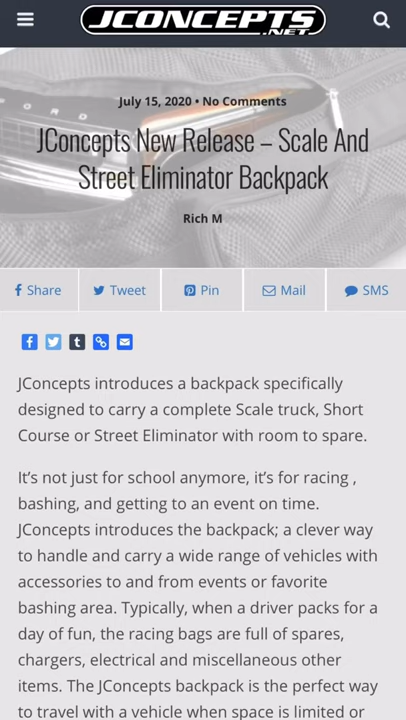 JCONCEPTS
.NET
July 15, 2020 • No Comments
JConcepts New Release – Scale And
Street Eliminator Backpack
Rich M
Share
Tweet
Pin
Mail
SMS
JConcepts introduces a backpack specifically
designed to carry a complete Scale truck, Short
Course or Street Eliminator with room to spare.
It’s not just for school anymore, it’s for racing ,
bashing, and getting to an event on time.
JConcepts introduces the backpack; a clever way
to handle and carry a wide range of vehicles with
accessories to and from events or favorite
bashing area. Typically, when a driver packs for a
day of fun, the racing bags are full of spares,
chargers, electrical and miscellaneous other
items. The JConcepts backpack is the perfect way
to travel with a vehicle when space is limited or